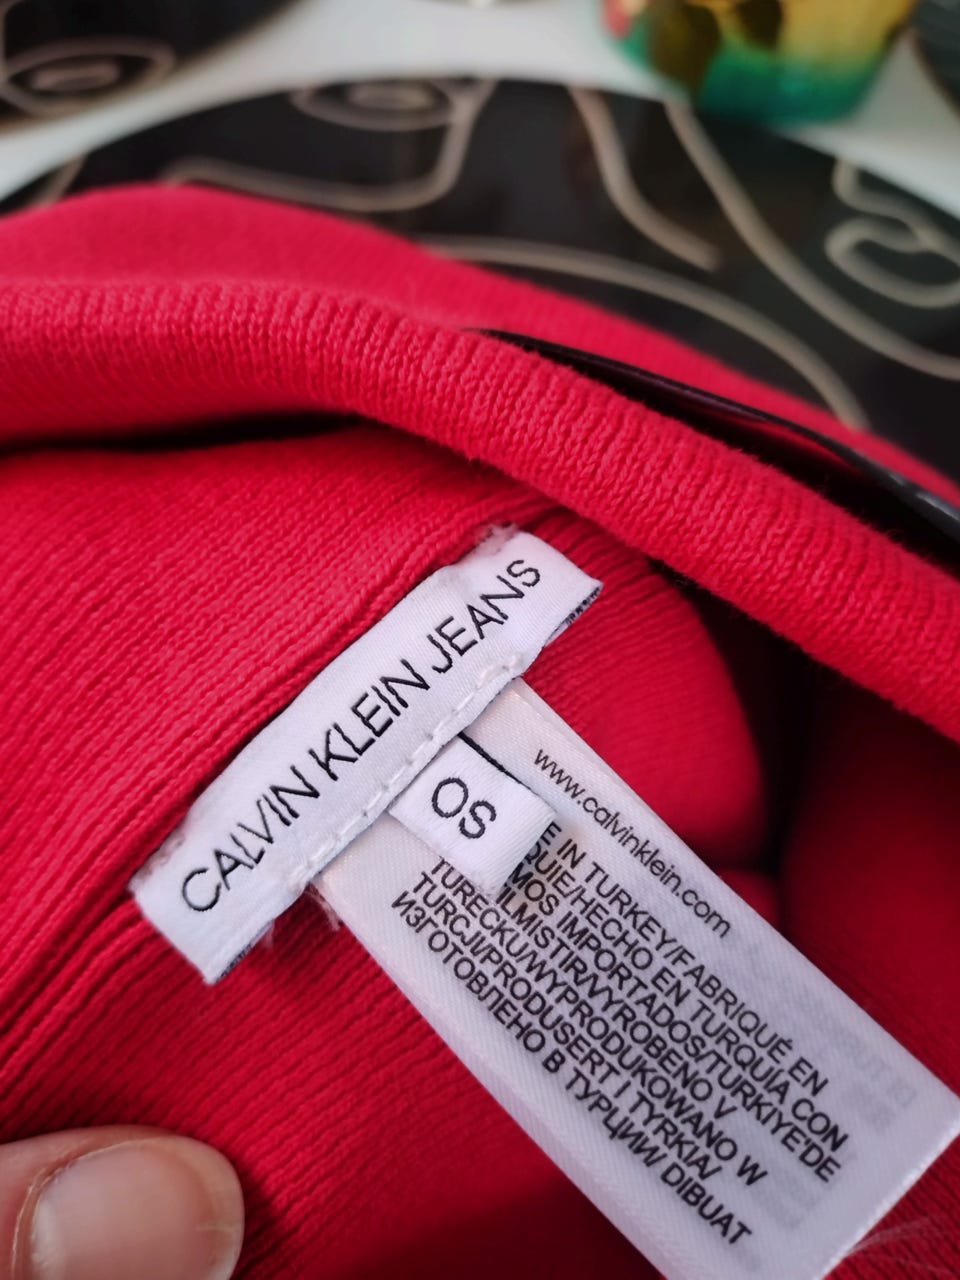 CALVIN KLEIN JEANS
OS
www.calvinklein.com
E IN TURKEY/FABRIQUÉ EN
QUIE/HECHO EN TURQUÍA CON
MOS IMPORTADOS/TURKIYE'DE
ILMISTIR/VYROBENO V
TURECKU/WYPRODUKOWANO W
TURCJI/PRODUSERT I TYRKIA/
ИЗГОТОВЛЕНО В ТУРЦИИ/ DIBUAT